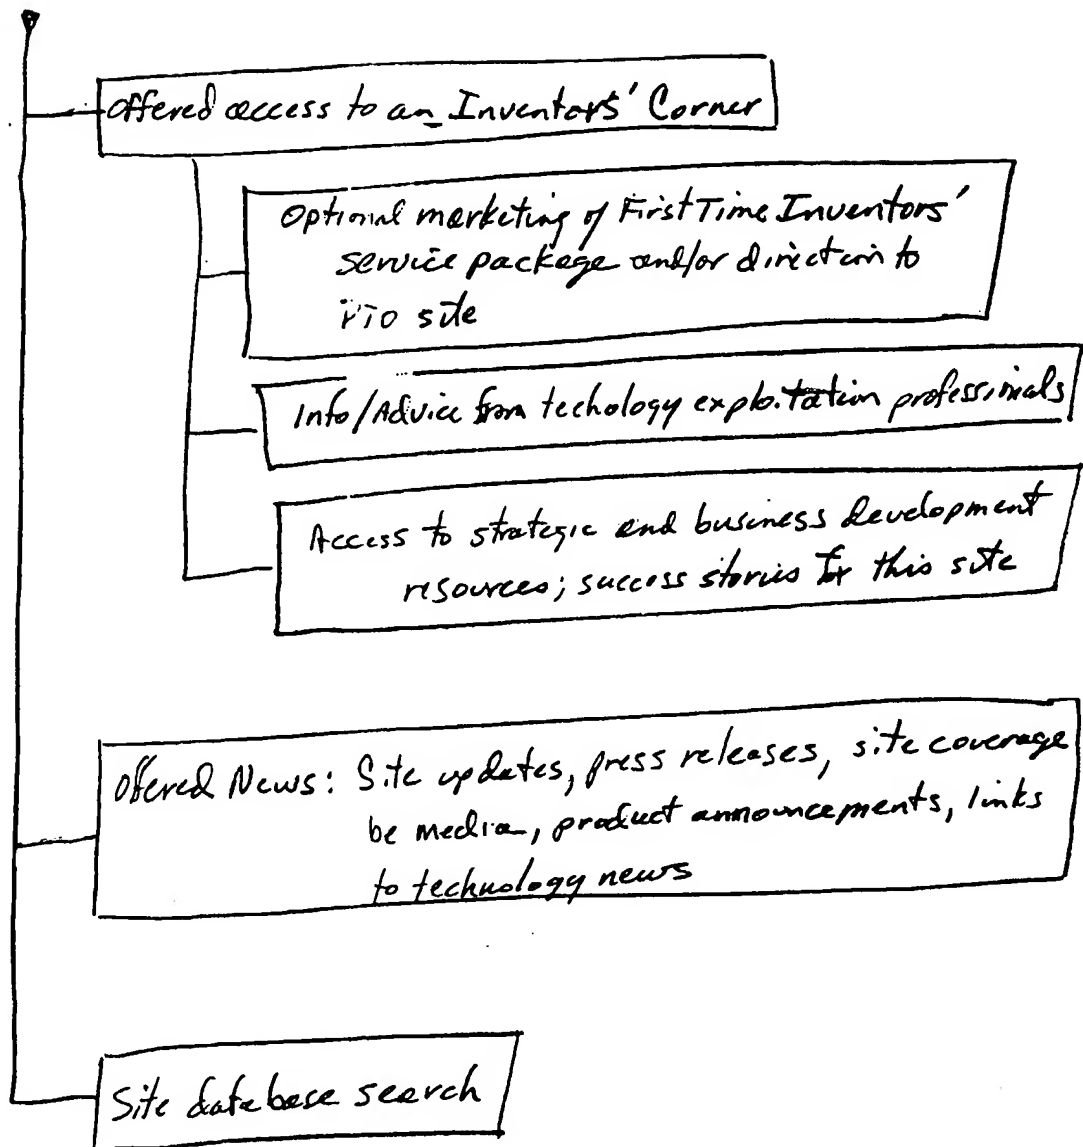 Offered access to an Inventors' Corner
Optional marketing of First Time Inventors'
service package and/or direction to
PTO site
Info/Advice from techology exploitation professionals
Access to strategic and business development
resources; success stories for this site
Offered News: Site updates, press releases, site coverage
be media, product announcements, links
to technology news
Site database search